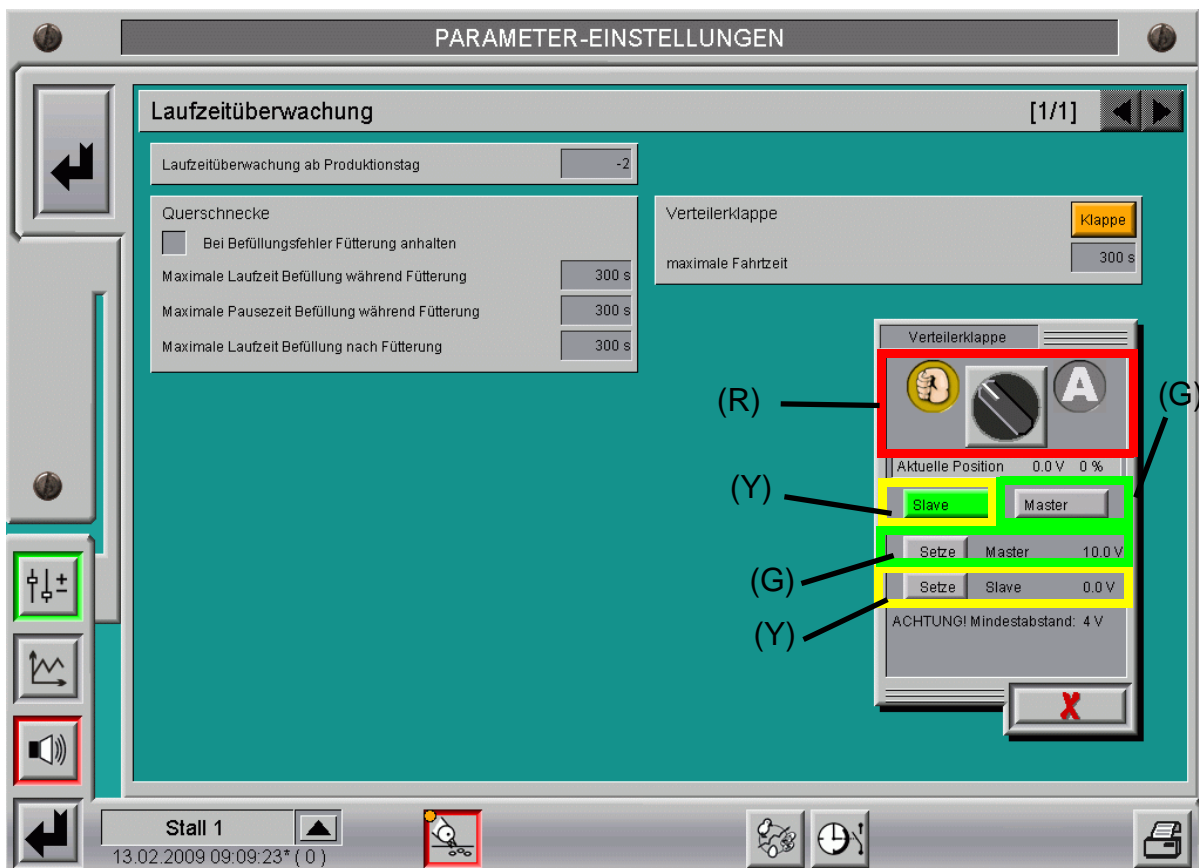 PARAMETER-EINSTELLUNGEN
Laufzeitüberwachung [1/1]
Laufzeitüberwachung ab Produktionstag -2
Querschnecke
Bei Befüllungsfehler Fütterung anhalten
Maximale Laufzeit Befüllung während Fütterung 300 s
Maximale Pausezeit Befüllung während Fütterung 300 s
Maximale Laufzeit Befüllung nach Fütterung 300 s
Verteilerklappe Klappe
maximale Fahrtzeit 300 s
Verteilerklappe
A
(R)
(G)
Aktuelle Position 0.0 V 0 %
(Y)
Slave Master
Setze Master 10.0 V
(G)
Setze Slave 0.0 V
(Y)
ACHTUNG! Mindestabstand: 4 V
X
Stall 1
13.02.2009 09:09:23* ( 0 )